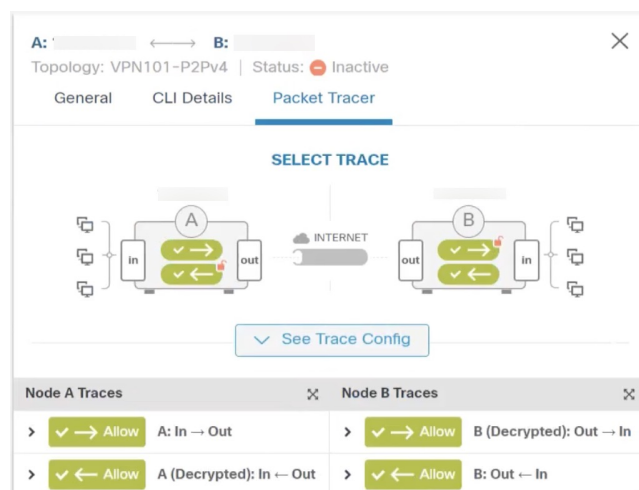 A: B:
Topology: VPN101-P2Pv4 | Status: Inactive
General CLI Details Packet Tracer
SELECT TRACE
A B
INTERNET
in out out in
See Trace Config
Node A Traces Node B Traces
Allow A: In → Out Allow B (Decrypted): Out → In
Allow A (Decrypted): In ← Out Allow B: Out ← In